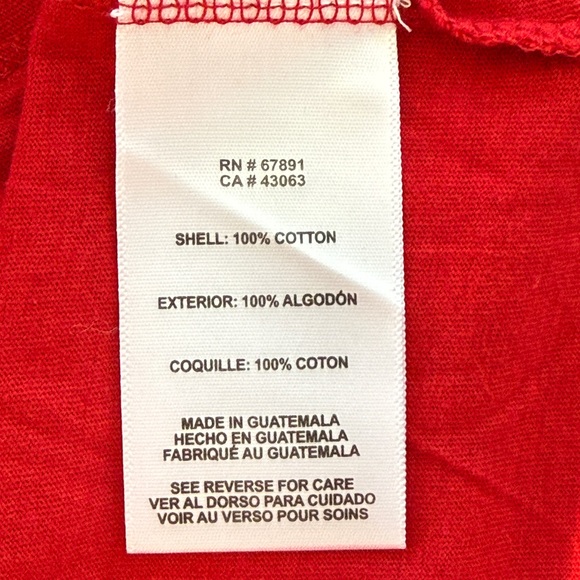 RN # 67891
CA # 43063
SHELL: 100% COTTON
EXTERIOR: 100% ALGODÓN
COQUILLE: 100% COTON
MADE IN GUATEMALA
HECHO EN GUATEMALA
FABRIQUÉ AU GUATEMALA
SEE REVERSE FOR CARE
VER AL DORSO PARA CUIDADO
VOIR AU VERSO POUR SOINS